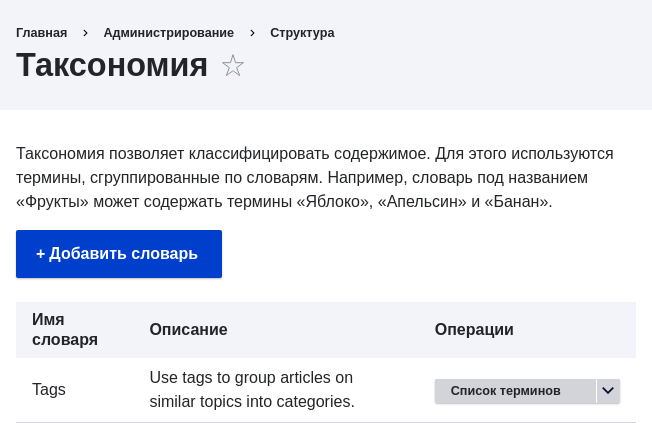 Главная › Администрирование › Структура
Таксономия
Таксономия позволяет классифицировать содержимое. Для этого используются
термины, сгруппированные по словарям. Например, словарь под названием
«Фрукты» может содержать термины «Яблоко», «Апельсин» и «Банан».
+ Добавить словарь
Имя
словаря
Описание
Операции
Tags
Use tags to group articles on
similar topics into categories.
Список терминов